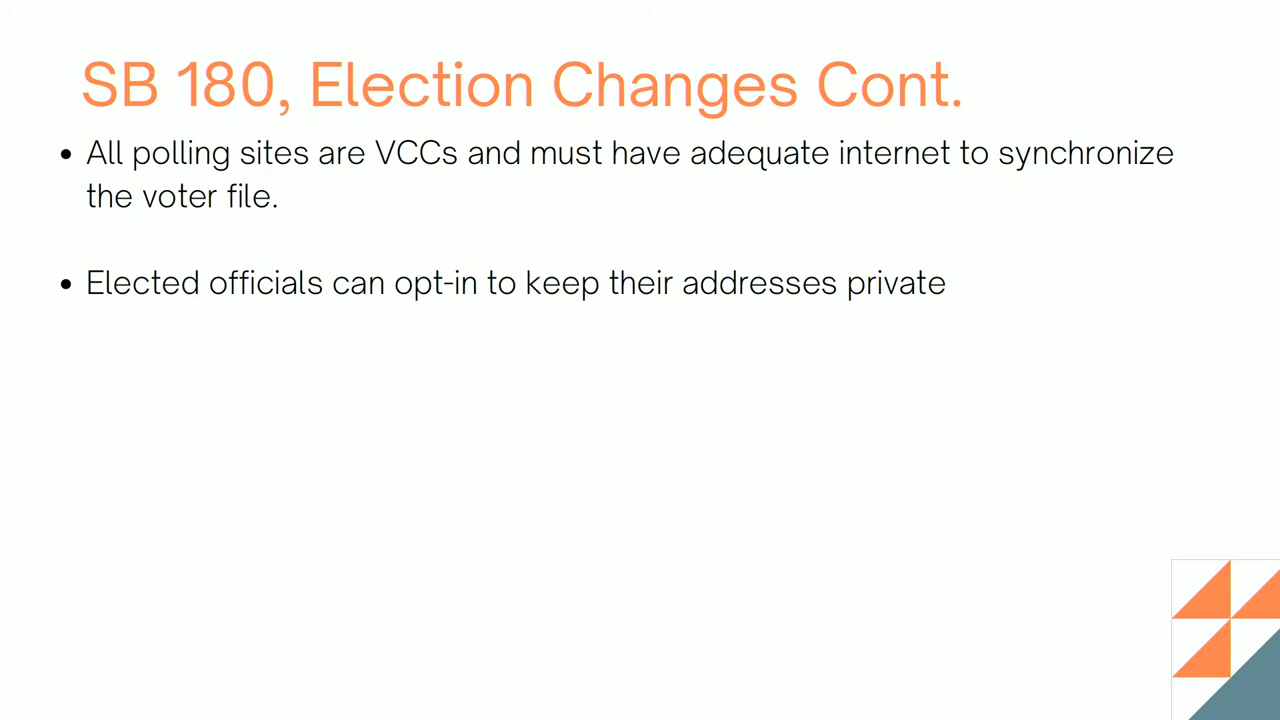 SB 180, Election Changes Cont.
• All polling sites are VCCs and must have adequate internet to synchronize
the voter file.
• Elected officials can opt-in to keep their addresses private